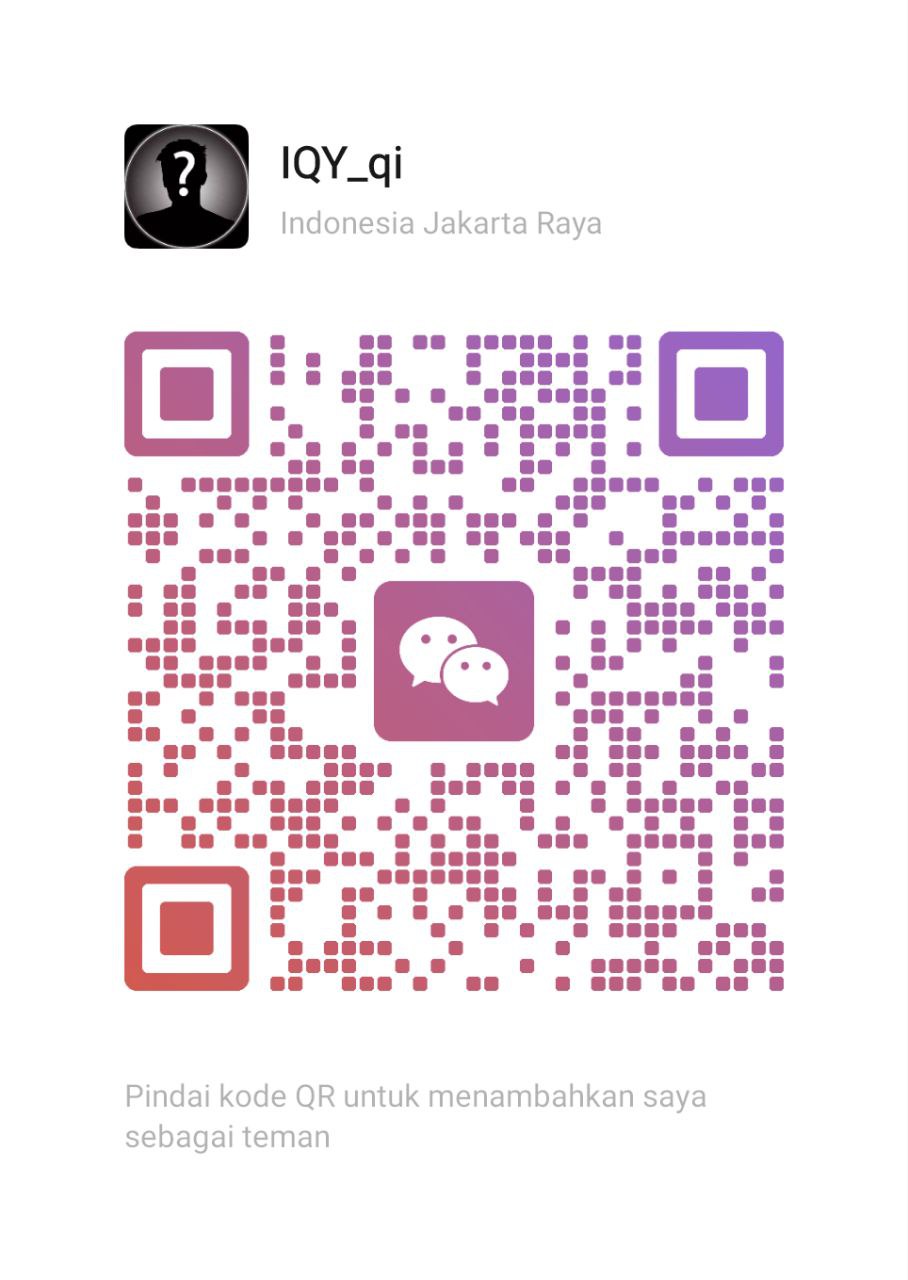 ?
IQY_qi
Indonesia Jakarta Raya
Pindai kode QR untuk menambahkan saya
sebagai teman